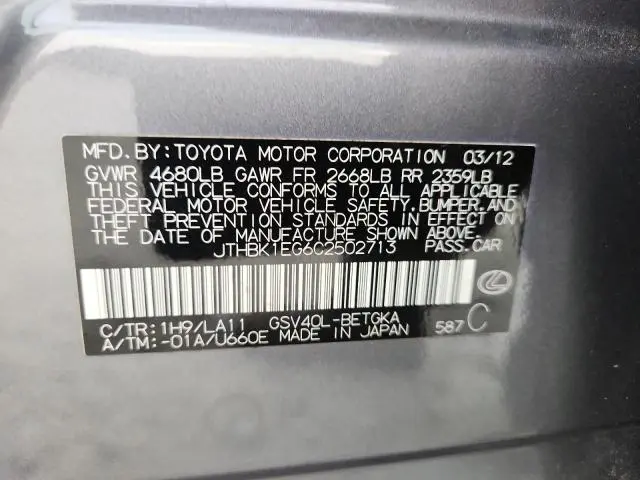 MFD. BY: TOYOTA MOTOR CORPORATION 03/12
GVWR 4680LB GAWR FR 2668LB RR 2359LB
THIS VEHICLE CONFORMS TO ALL APPLICABLE
FEDERAL MOTOR VEHICLE SAFETY, BUMPER, AND
THEFT PREVENTION STANDARDS IN EFFECT ON
THE DATE OF MANUFACTURE SHOWN ABOVE.
JTHBK1EG6C2502713 PASS.CAR
C/TR: 1H9/LA11 GSV40L-BETGKA
A/TM: -01A/U660E MADE IN JAPAN 587 C